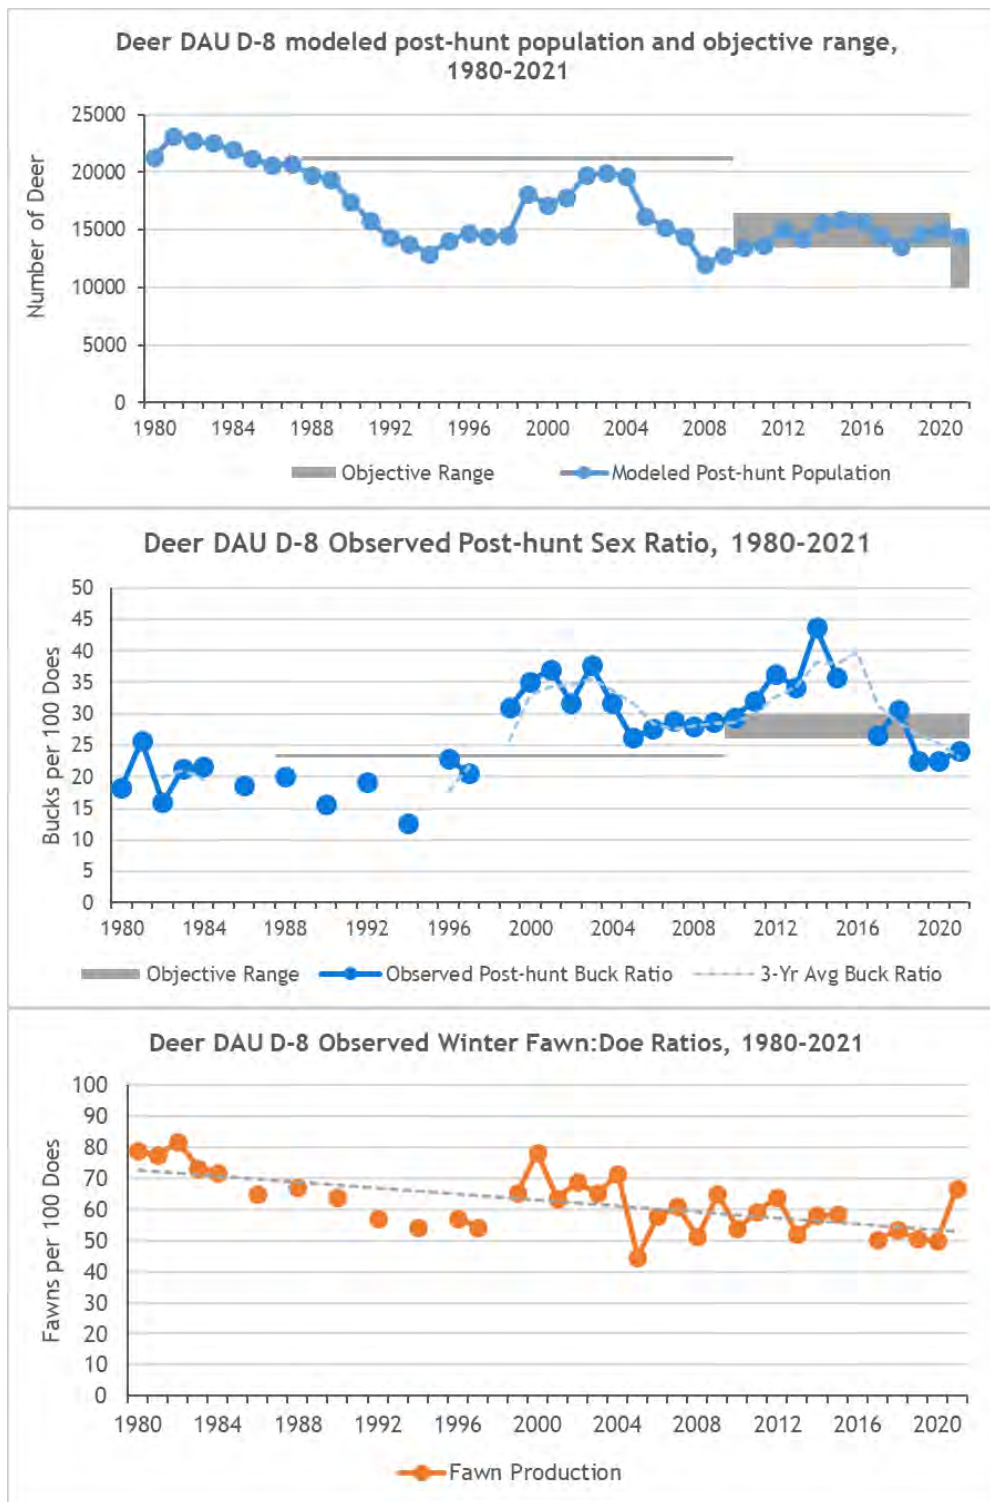 Deer DAU D-8 modeled post-hunt population and objective range,
1980-2021
Number of Deer
25000
20000
15000
10000
5000
0
1980 1984 1988 1992 1996 2000 2004 2008 2012 2016 2020
Objective Range Modeled Post-hunt Population
Deer DAU D-8 Observed Post-hunt Sex Ratio, 1980-2021
Bucks per 100 Does
50
45
40
35
30
25
20
15
10
5
0
1980 1984 1988 1992 1996 2000 2004 2008 2012 2016 2020
Objective Range Observed Post-hunt Buck Ratio 3-Yr Avg Buck Ratio
Deer DAU D-8 Observed Winter Fawn:Doe Ratios, 1980-2021
Fawns per 100 Does
100
90
80
70
60
50
40
30
20
10
0
1980 1984 1988 1992 1996 2000 2004 2008 2012 2016 2020
Fawn Production